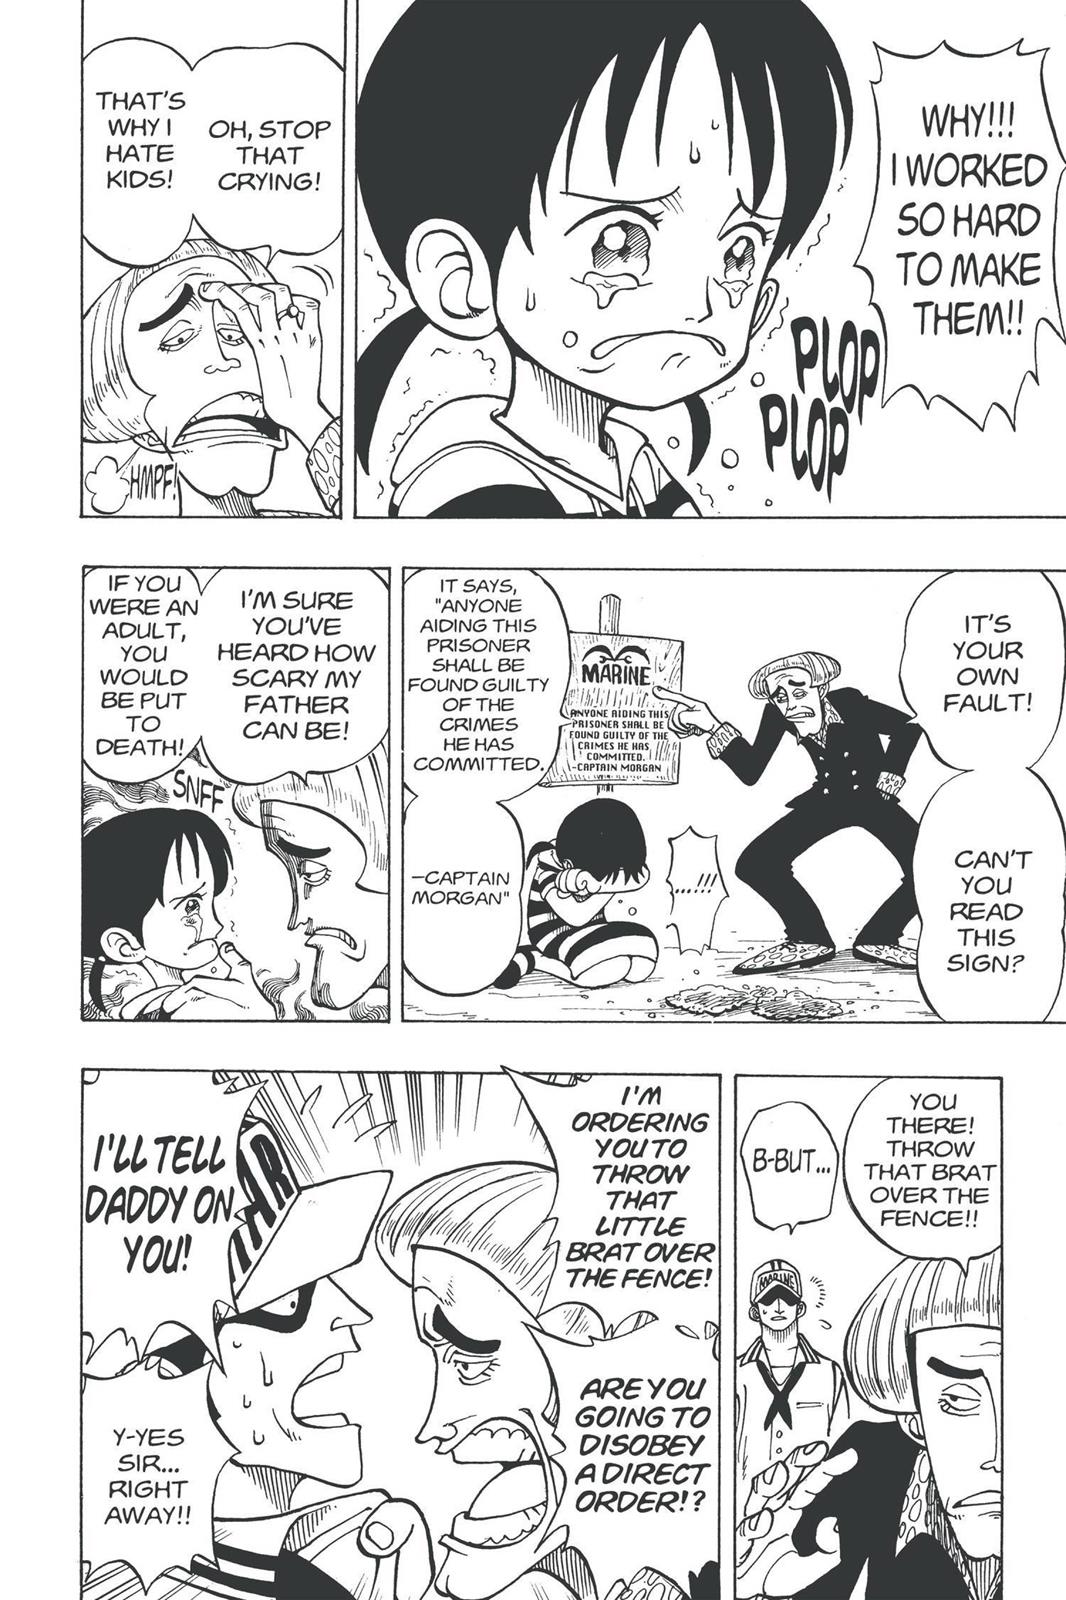 WHY!!!
I WORKED
SO HARD
TO MAKE
THEM!!
PLOP
PLOP
OH, STOP
THAT
CRYING!
THAT'S
WHY I
HATE
KIDS!
HMPF!
IT'S
YOUR
OWN
FAULT!
CAN'T
YOU
READ
THIS
SIGN?
MARINE
ANYONE AIDING THIS
PRISONER SHALL BE
FOUND GUILTY OF THE
CRIMES HE HAS
COMMITTED.
-CAPTAIN MORGAN
....!!!
IT SAYS,
"ANYONE
AIDING THIS
PRISONER
SHALL BE
FOUND GUILTY
OF THE
CRIMES
HE HAS
COMMITTED.
–CAPTAIN
MORGAN"
I'M SURE
YOU'VE
HEARD HOW
SCARY MY
FATHER
CAN BE!
IF YOU
WERE AN
ADULT,
YOU
WOULD
BE PUT
TO
DEATH!
SNFF
YOU
THERE!
THROW
THAT BRAT
OVER THE
FENCE!!
B-BUT...
MARINE
I'M
ORDERING
YOU TO
THROW
THAT
LITTLE
BRAT OVER
THE FENCE!
ARE YOU
GOING TO
DISOBEY
A DIRECT
ORDER!?
I'LL TELL
DADDY ON
YOU!
MAR
Y-YES
SIR...
RIGHT
AWAY!!